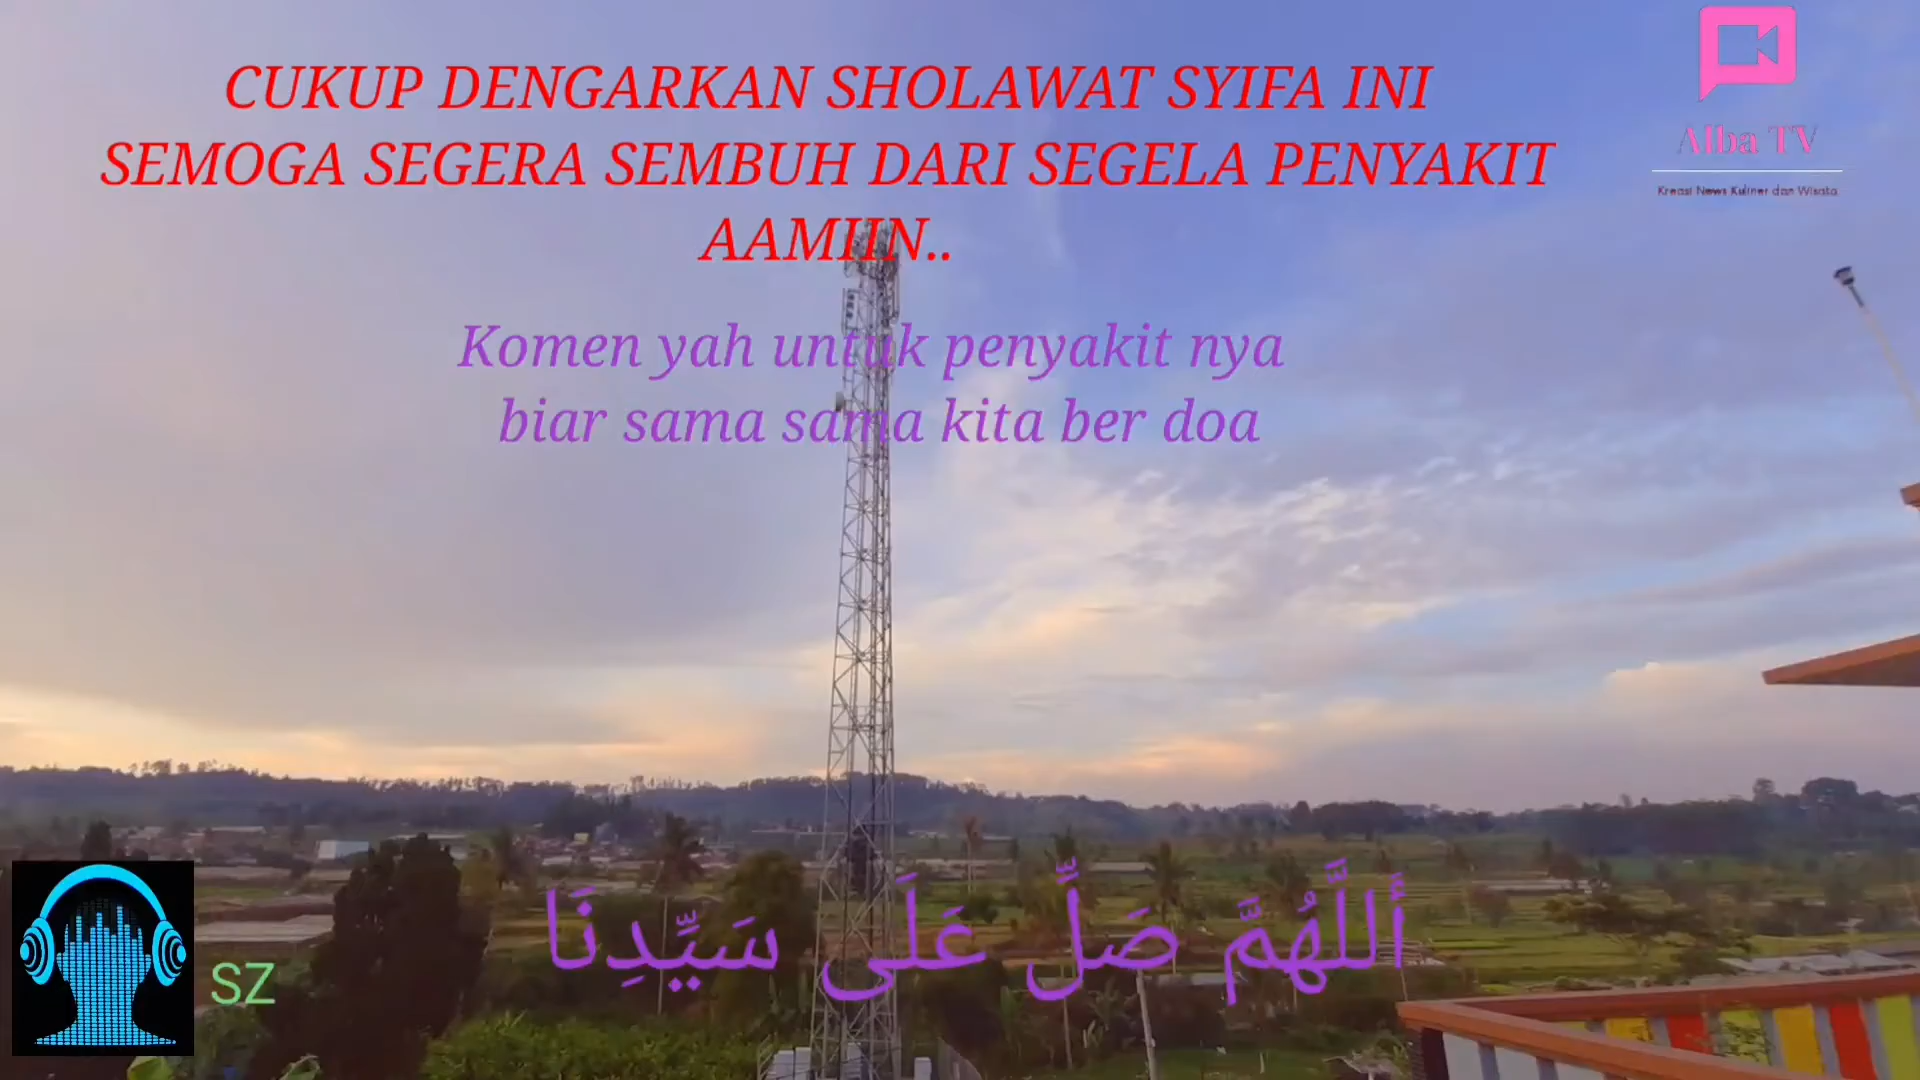 CUKUP DENGARKAN SHOLAWAT SYIFA INI
SEMOGA SEGERA SEMBUH DARI SEGELA PENYAKIT
AAMIIN..
Alba TV
Kreasi News Kuliner dan Wisata
Komen yah untuk penyakit nya
biar sama sama kita ber doa
أَللَّهُمَّ صَلِّ عَلَى سَيِّدِنَا
SZ